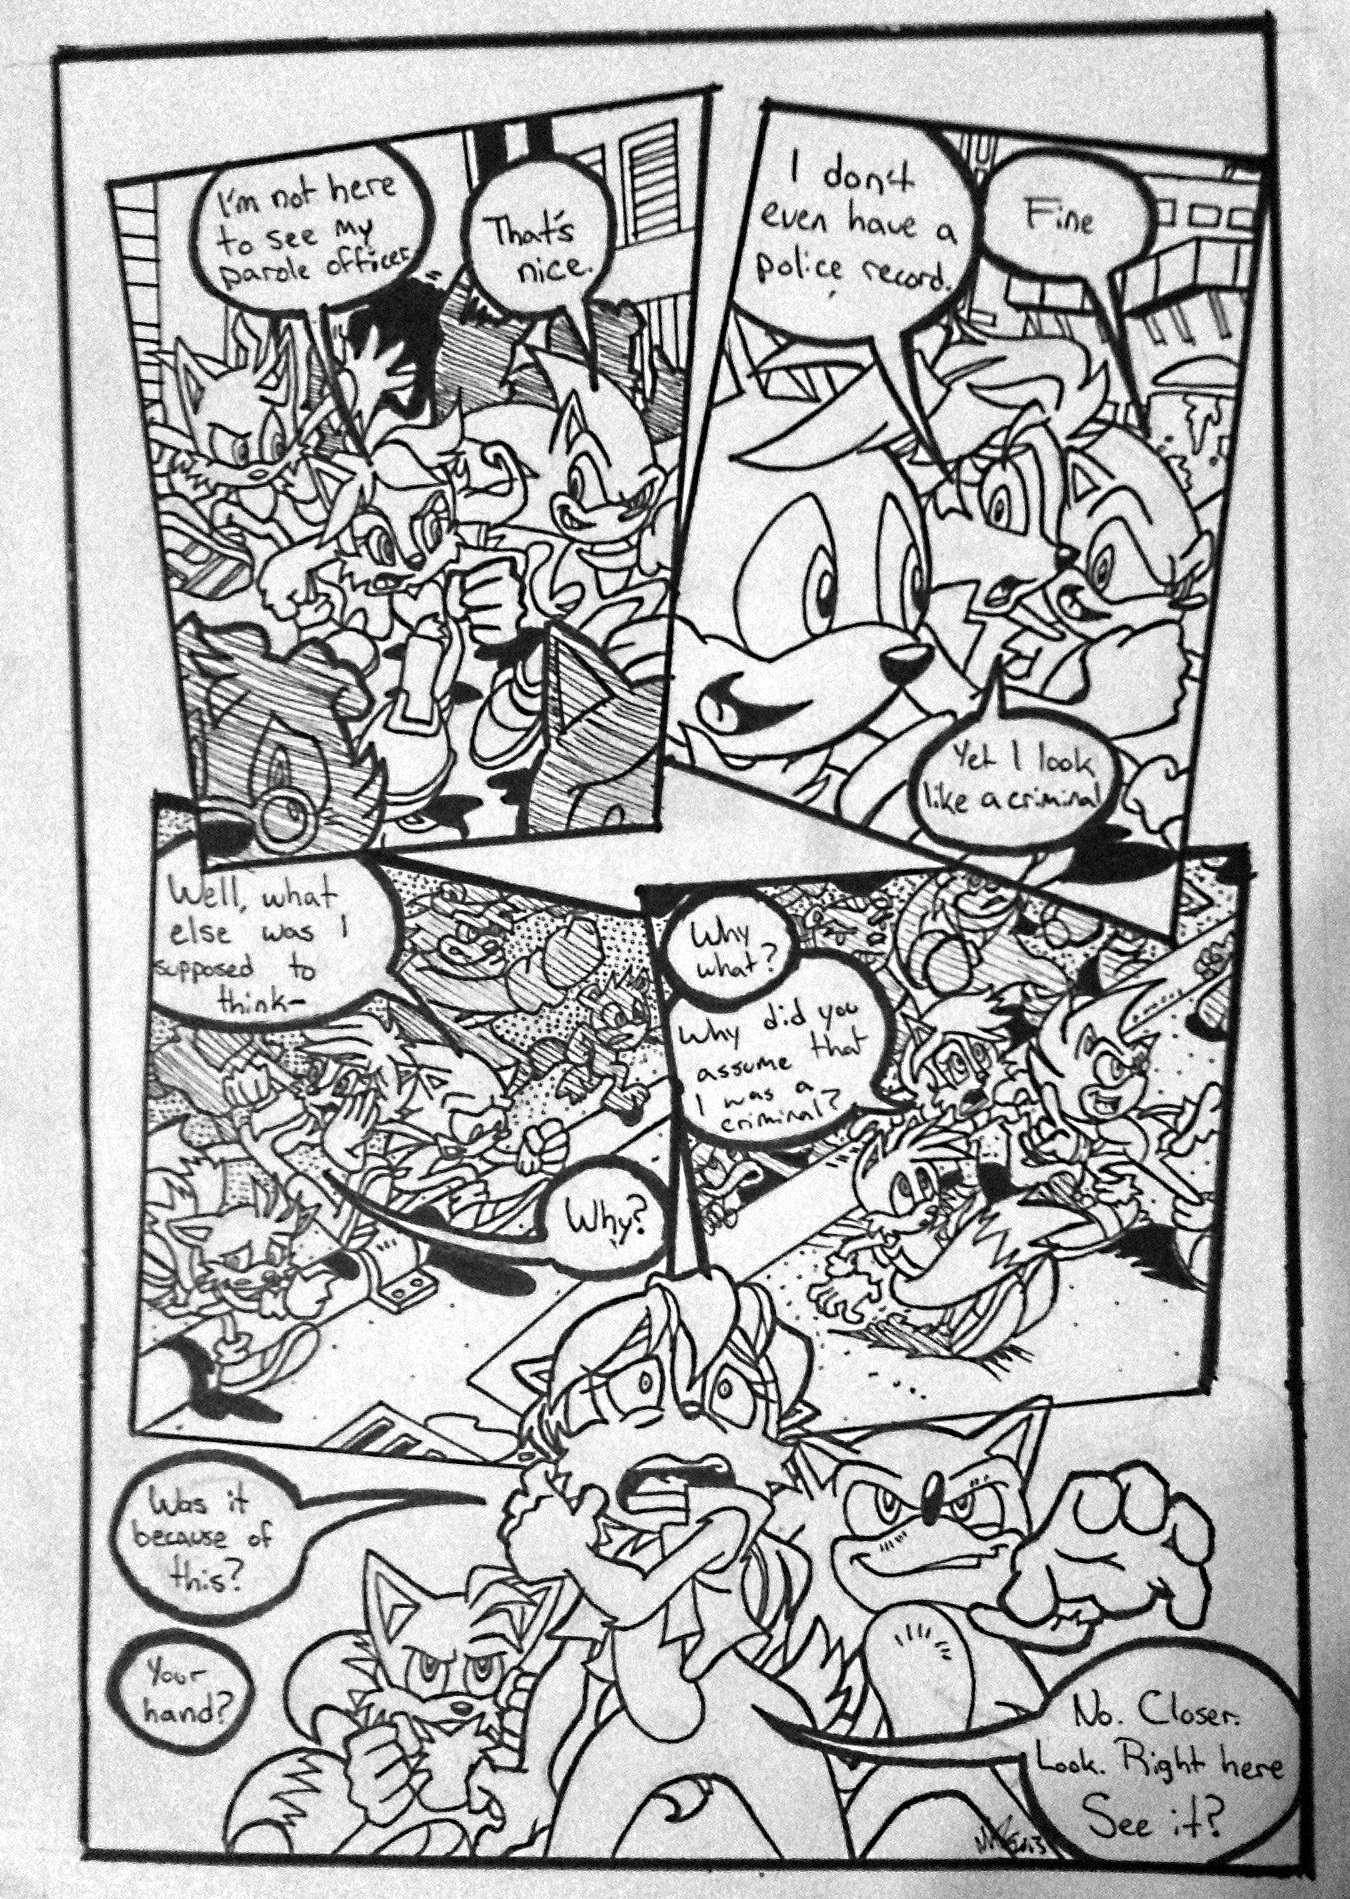 I'm not here
to see my
parole officer.
That's
nice.
I don't
even have a
police record.
Fine
Yet I look
like a criminal
Well, what
else was I
supposed to
think-
Why?
Why
what?
Why did you
assume that
I was a
criminal?
Was it
because of
this?
Your
hand?
No. Closer.
Look. Right here
See it?